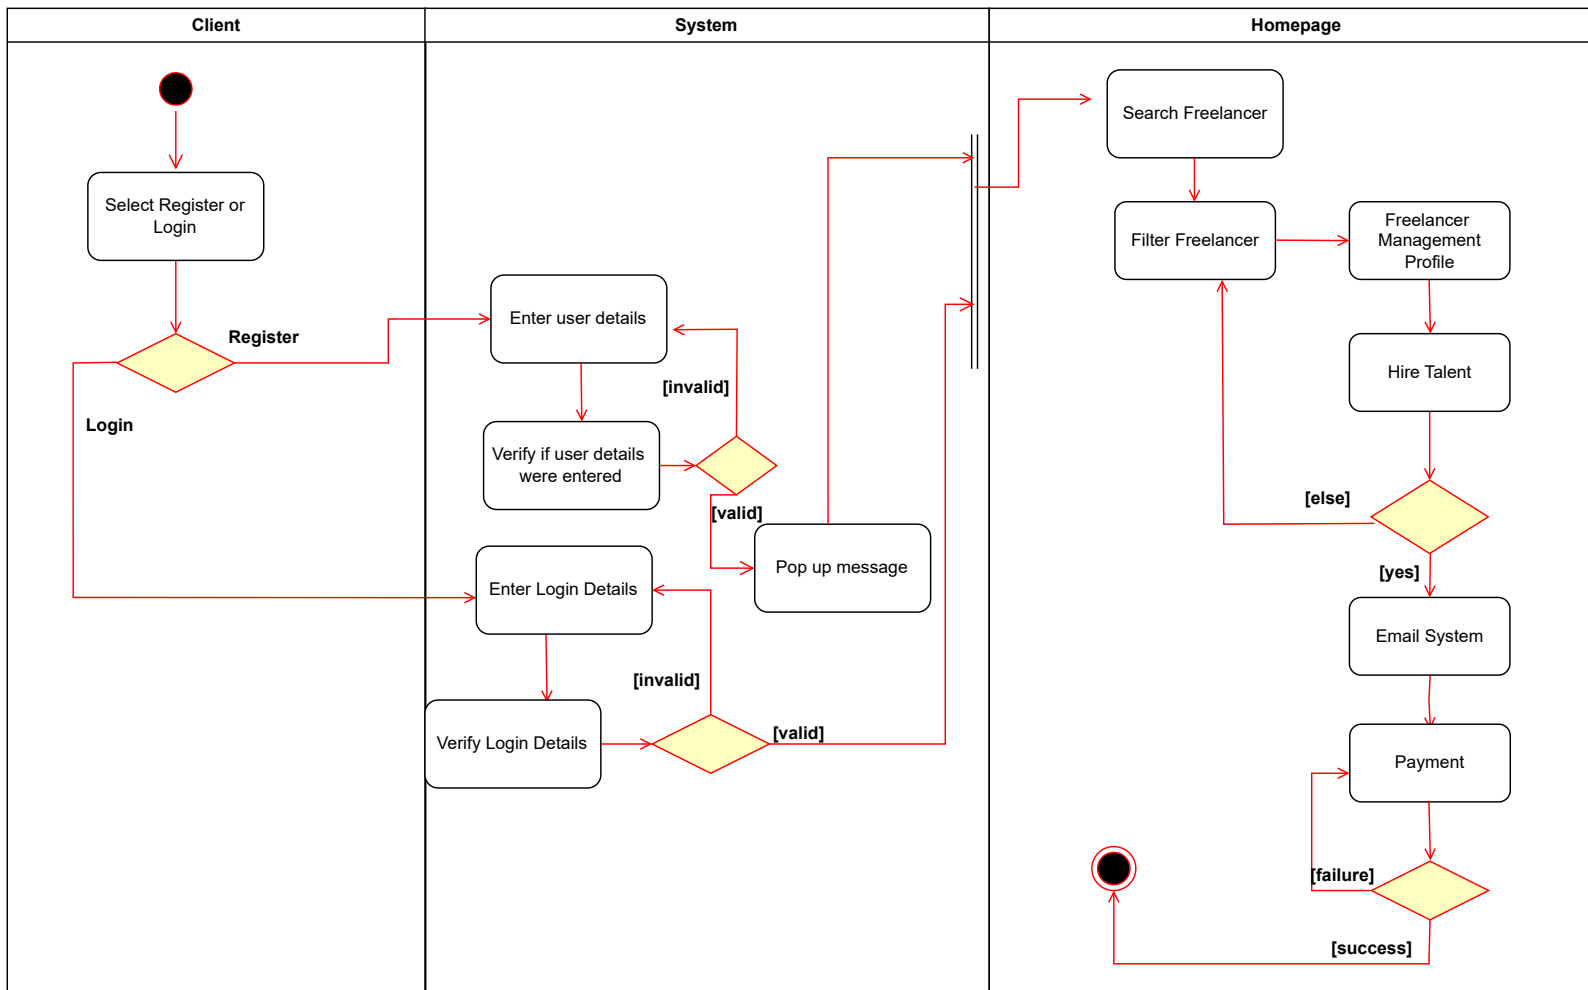 Client
System
Homepage
Select Register or
Login
Register
Login
Enter user details
[invalid]
Verify if user details
were entered
[valid]
Pop up message
Enter Login Details
[invalid]
Verify Login Details
[valid]
Search Freelancer
Filter Freelancer
Freelancer
Management
Profile
Hire Talent
[else]
[yes]
Email System
Payment
[failure]
[success]